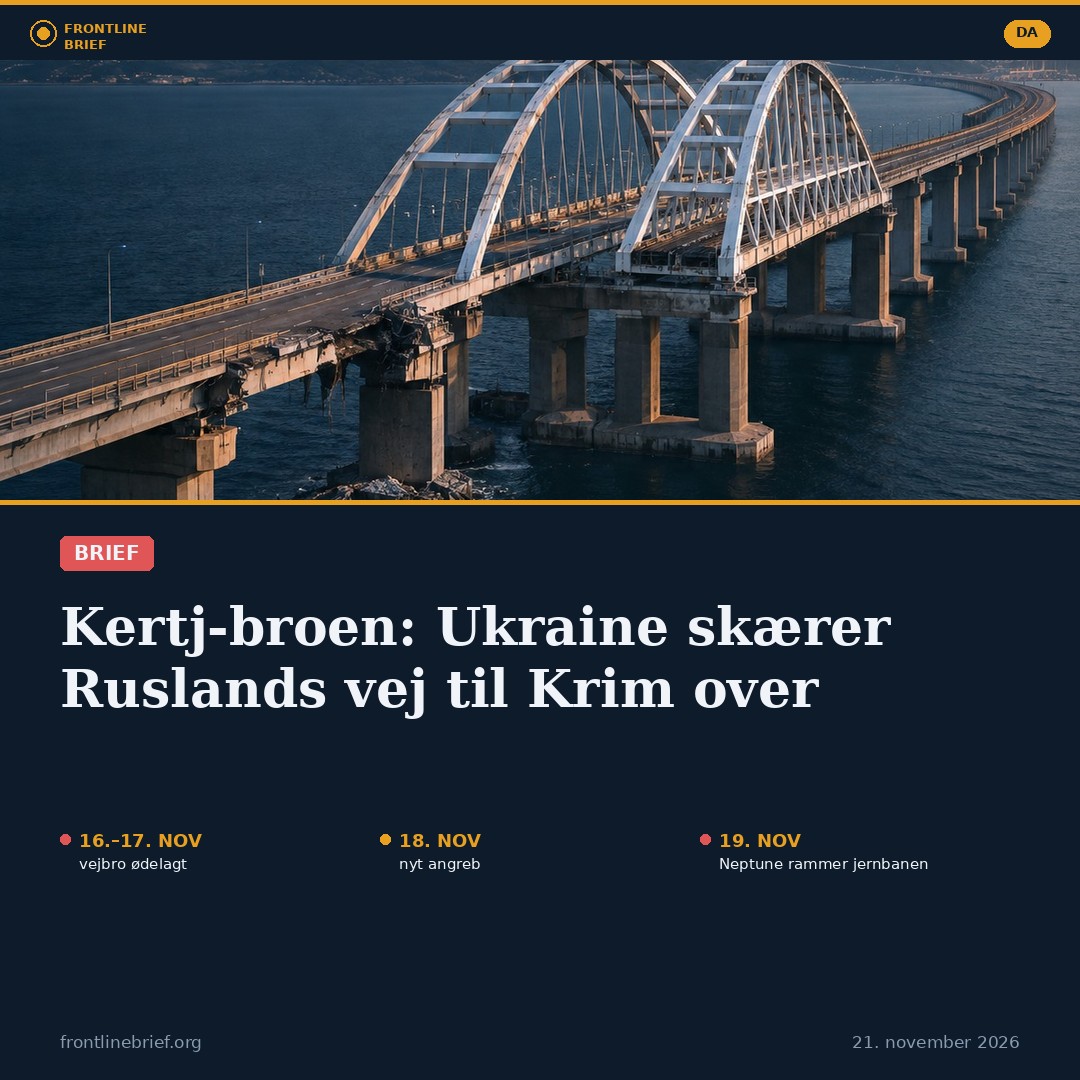 FRONTLINE
BRIEF
DA
BRIEF
Kertj-broen: Ukraine skærer
Ruslands vej til Krim over
16.–17. NOV
vejbro ødelagt
18. NOV
nyt angreb
19. NOV
Neptune rammer jernbanen
frontlinebrief.org
21. november 2026